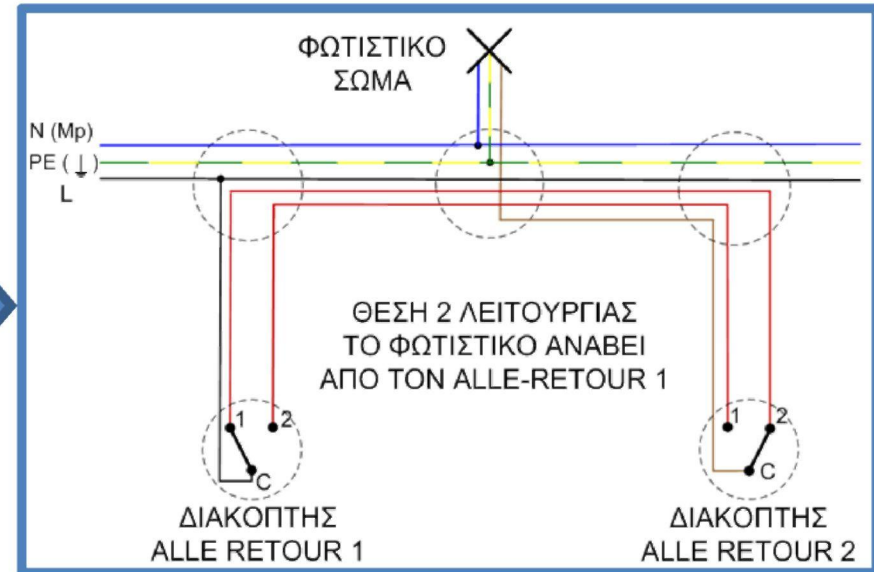 ΦΩΤΙΣΤΙΚΟ
ΣΩΜΑ
N (Mp)
PE (⏚)
L
ΘΕΣΗ 2 ΛΕΙΤΟΥΡΓΙΑΣ
ΤΟ ΦΩΤΙΣΤΙΚΟ ΑΝΑΒΕΙ
ΑΠΟ ΤΟΝ ALLE-RETOUR 1
1 2
C
1 2
C
ΔΙΑΚΟΠΤΗΣ
ALLE RETOUR 1
ΔΙΑΚΟΠΤΗΣ
ALLE RETOUR 2